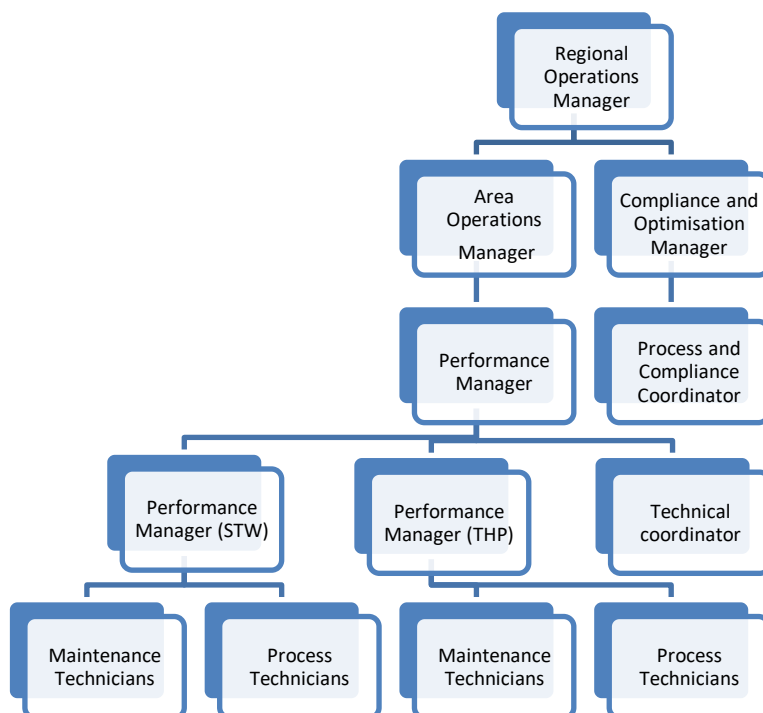 Regional
Operations
Manager
Area
Operations
Manager
Compliance and
Optimisation
Manager
Performance
Manager
Process and
Compliance
Coordinator
Performance
Manager (STW)
Performance
Manager (THP)
Technical
coordinator
Maintenance
Technicians
Process
Technicians
Maintenance
Technicians
Process
Technicians